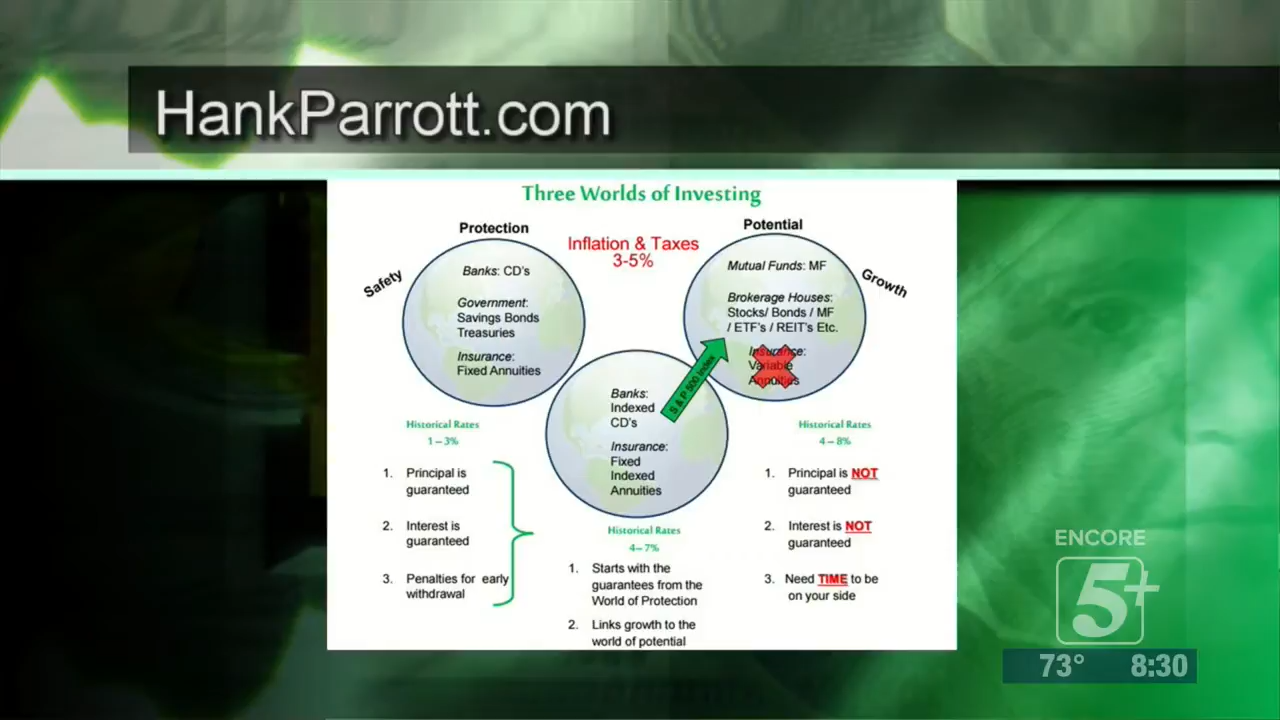 HankParrott.com
Three Worlds of Investing
Protection
Potential
Inflation & Taxes
3-5%
Safety
Growth
Banks: CD's
Government:
Savings Bonds
Treasuries
Insurance:
Fixed Annuities
Mutual Funds: MF
Brokerage Houses:
Stocks/ Bonds / MF
/ ETF's / REIT's Etc.
Insurance:
Variable
Annuities
S & P 500 Index
Banks:
Indexed
CD's
Insurance:
Fixed
Indexed
Annuities
Historical Rates
1 – 3%
1. Principal is
guaranteed
2. Interest is
guaranteed
3. Penalties for early
withdrawal
Historical Rates
4– 7%
1. Starts with the
guarantees from the
World of Protection
2. Links growth to the
world of potential
Historical Rates
4 – 8%
1. Principal is NOT
guaranteed
2. Interest is NOT
guaranteed
3. Need TIME to be
on your side
ENCORE
5+
73° 8:30